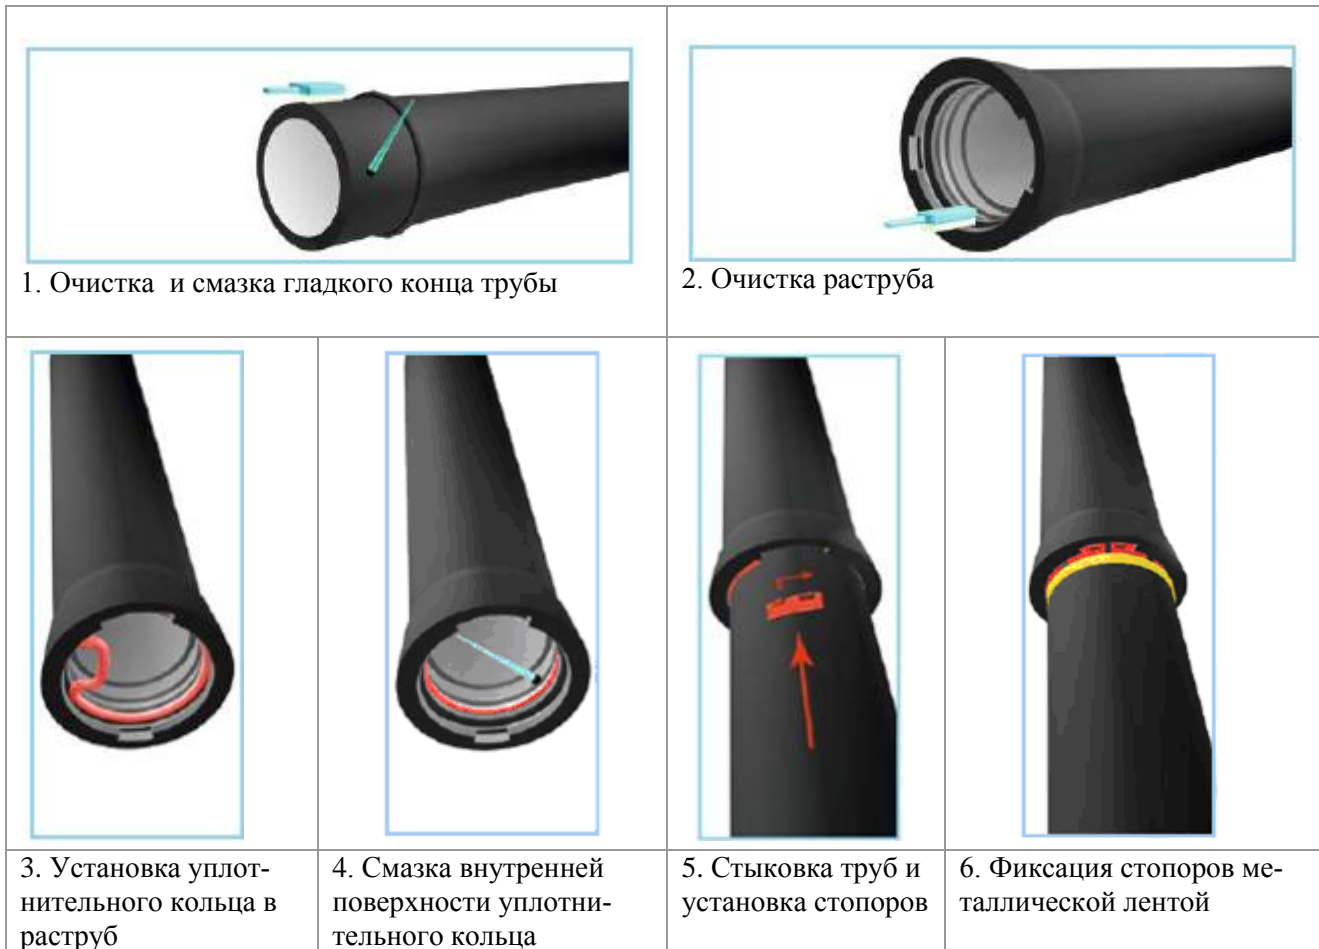 1. Очистка  и смазка гладкого конца трубы
2. Очистка раструба
3. Установка уплот-
нительного кольца в
раструб
4. Смазка внутренней
поверхности уплотни-
тельного кольца
5. Стыковка труб и
установка стопоров
6. Фиксация стопоров ме-
таллической лентой